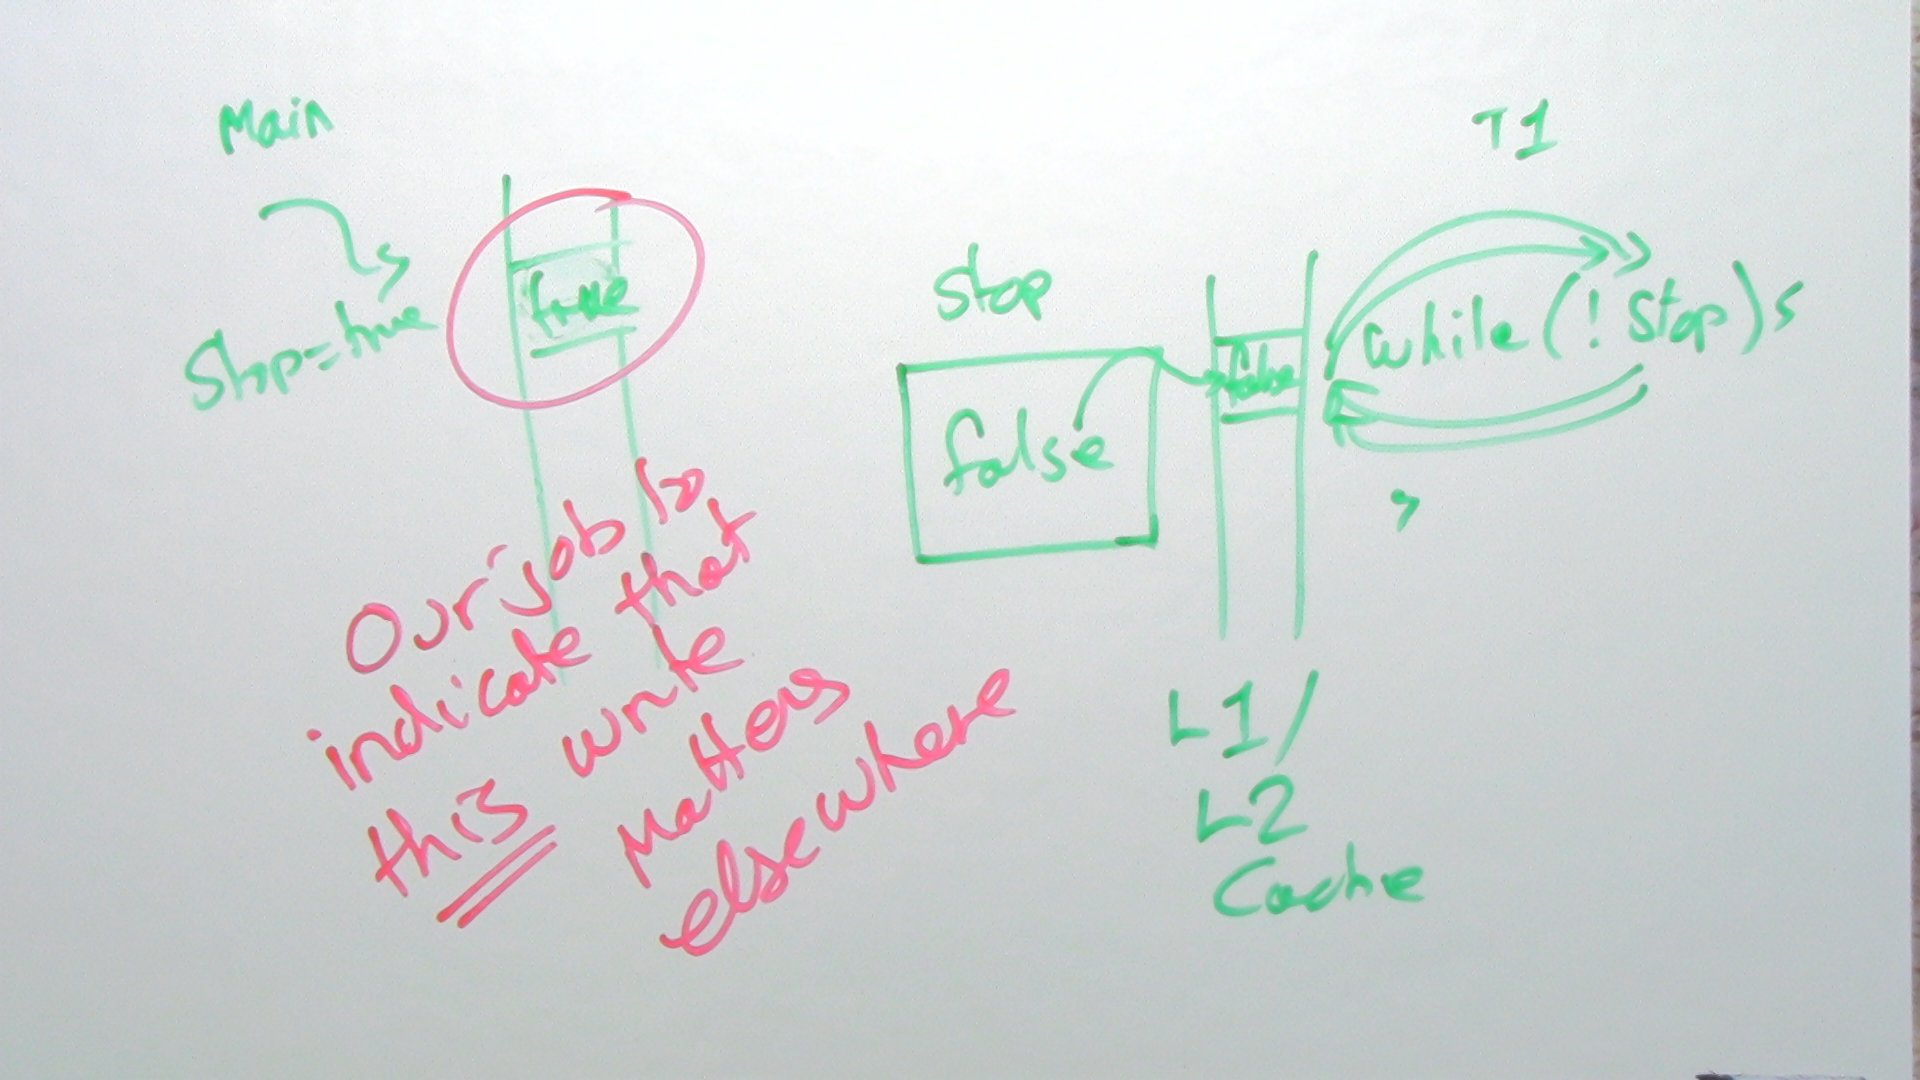 Main
Stop=true
true
Our job is
indicate that
this write
Matters
elsewhere
Stop
false
false
L1/
L2
Cache
T1
while(! Stop){
}